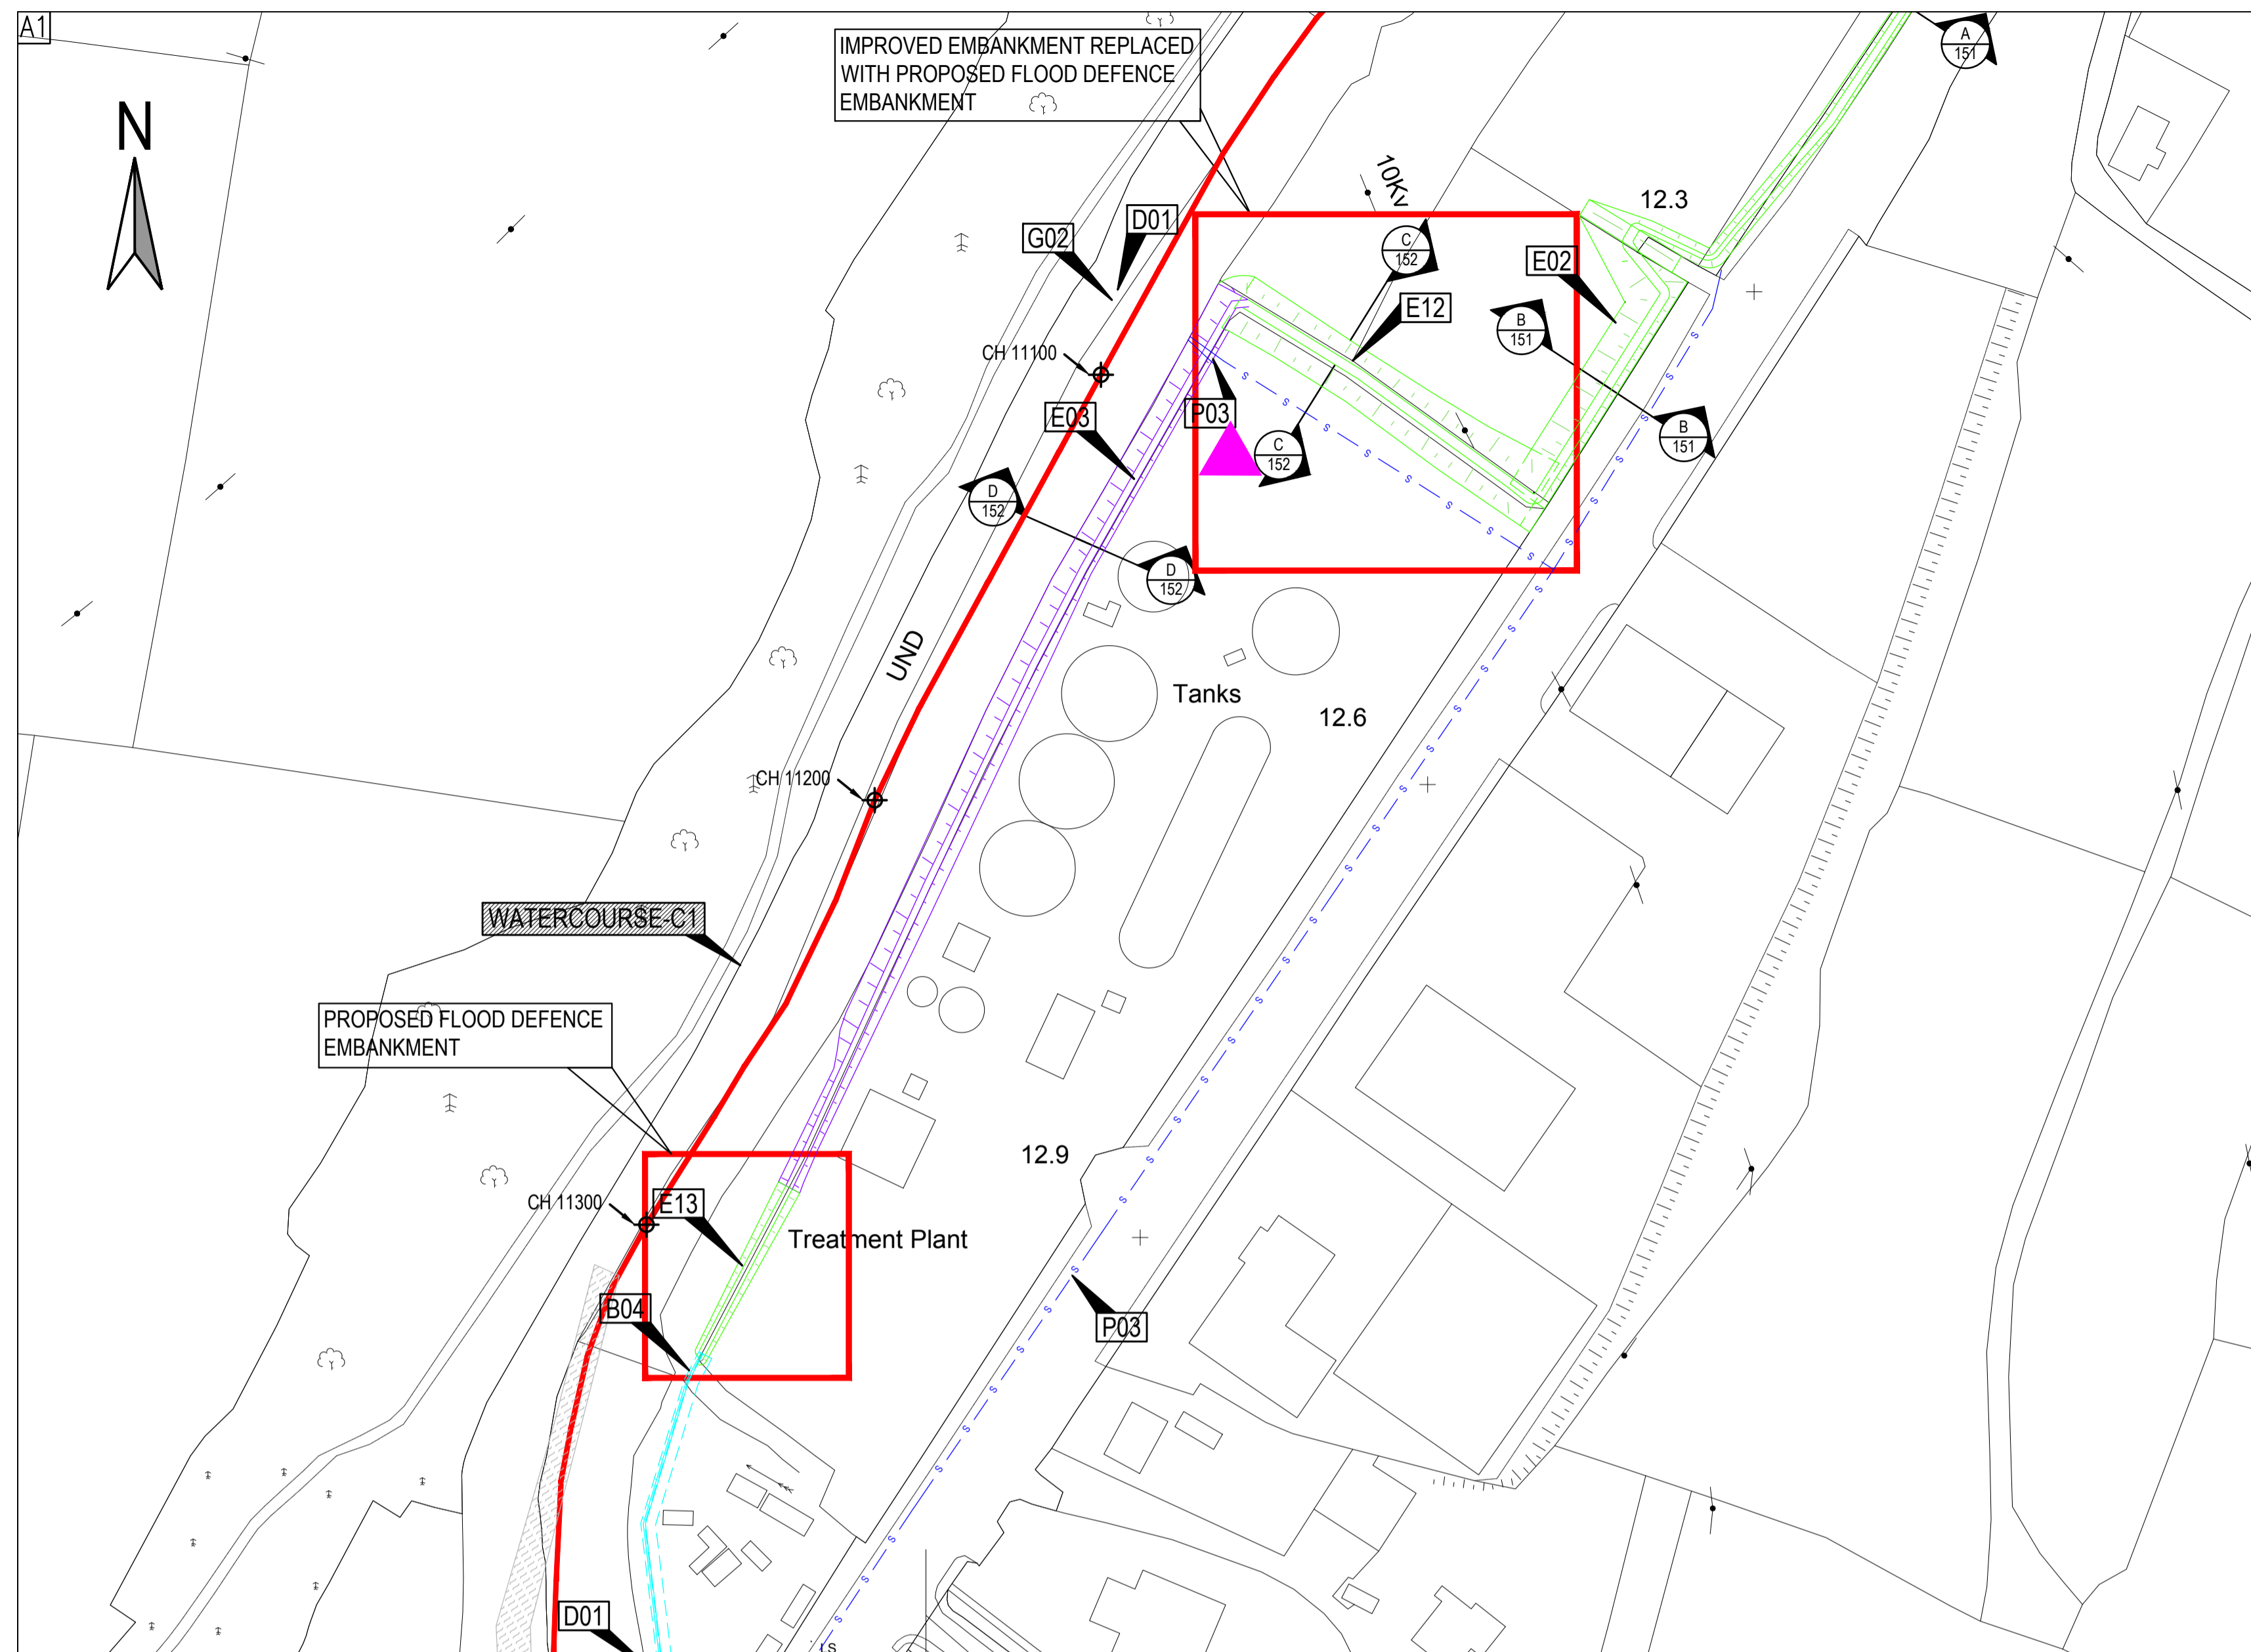 A1
N
IMPROVED EMBANKMENT REPLACED
WITH PROPOSED FLOOD DEFENCE
EMBANKMENT
A
151
10Kv
12.3
G02
D01
C
152
E02
E12
B
151
CH 11100
E03
P03
C
152
B
151
D
152
D
152
UND
Tanks
12.6
CH 11200
WATERCOURSE-C1
PROPOSED FLOOD DEFENCE
EMBANKMENT
12.9
CH 11300
E13
Treatment Plant
B04
P03
D01
LS